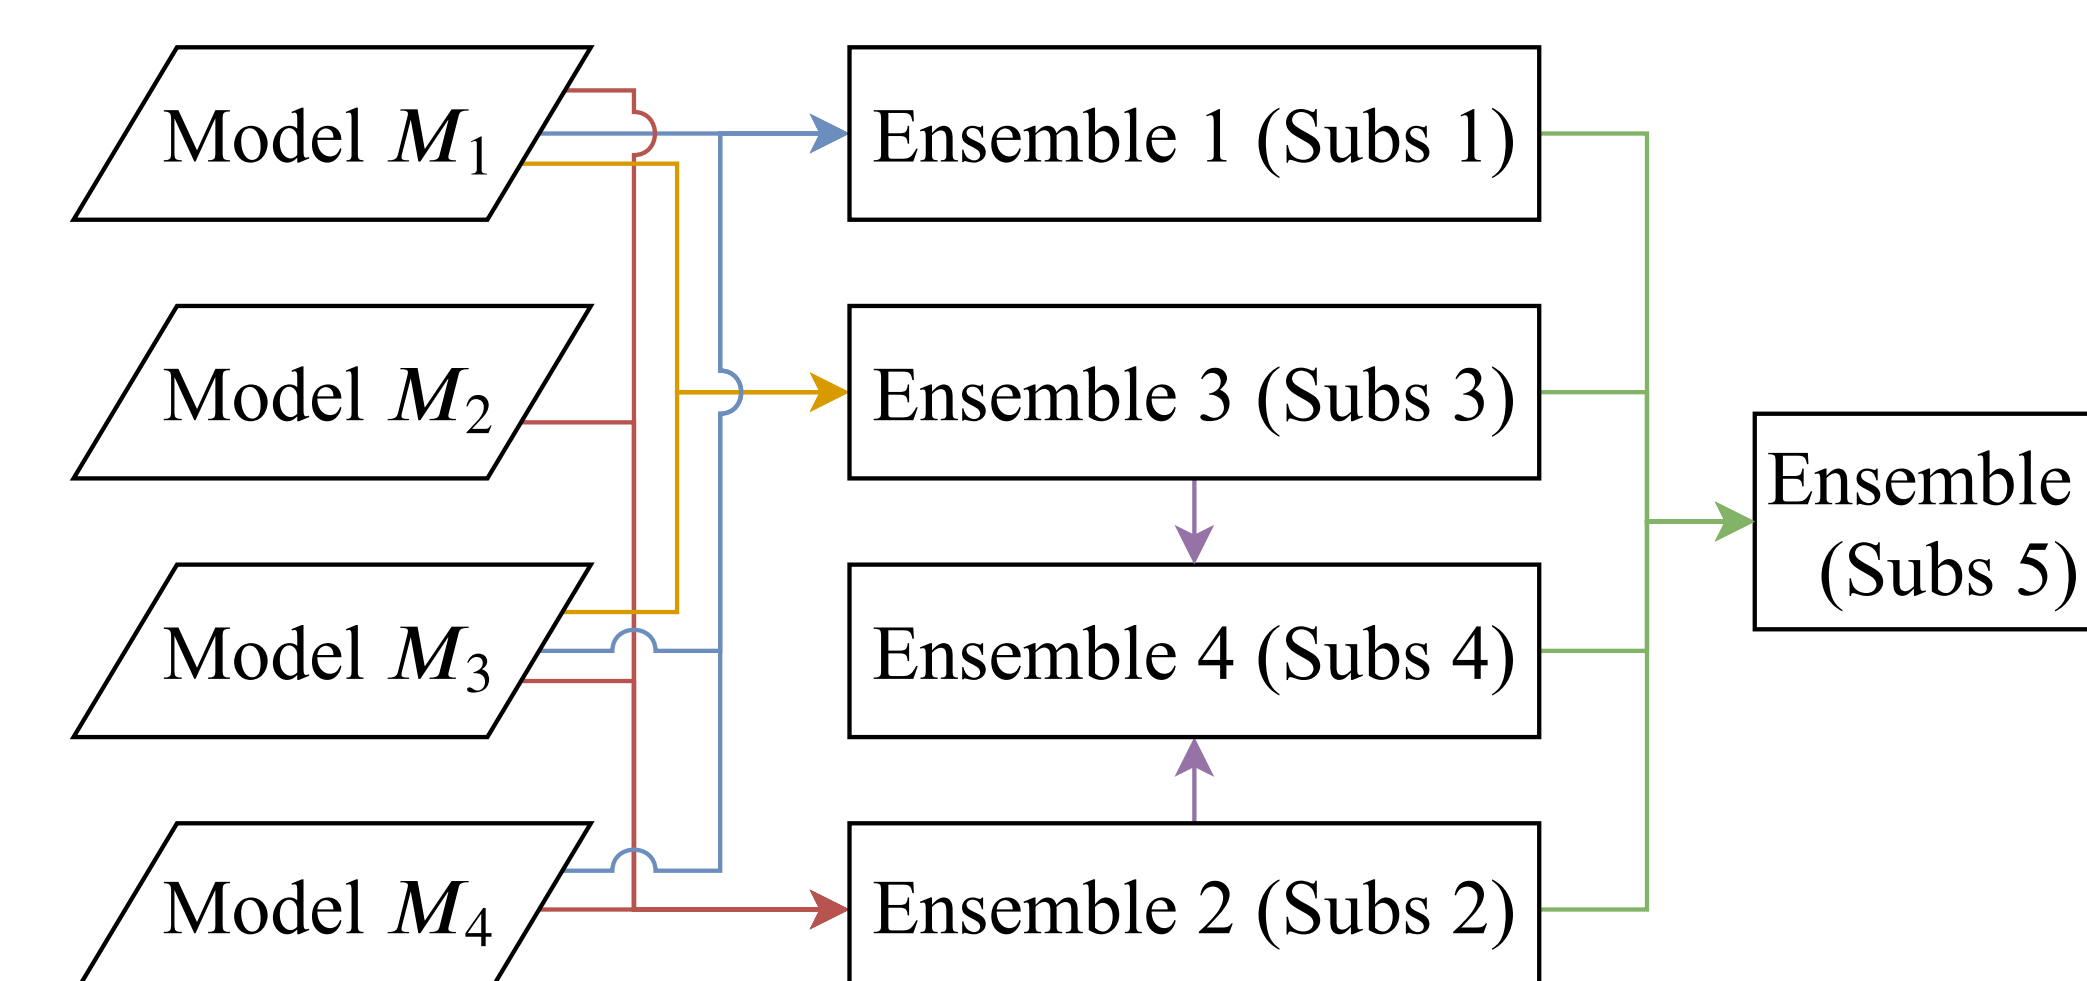 Model M1
Ensemble 1 (Subs 1)
Model M2
Ensemble 3 (Subs 3)
Model M3
Ensemble 4 (Subs 4)
Model M4
Ensemble 2 (Subs 2)
Ensemble
(Subs 5)